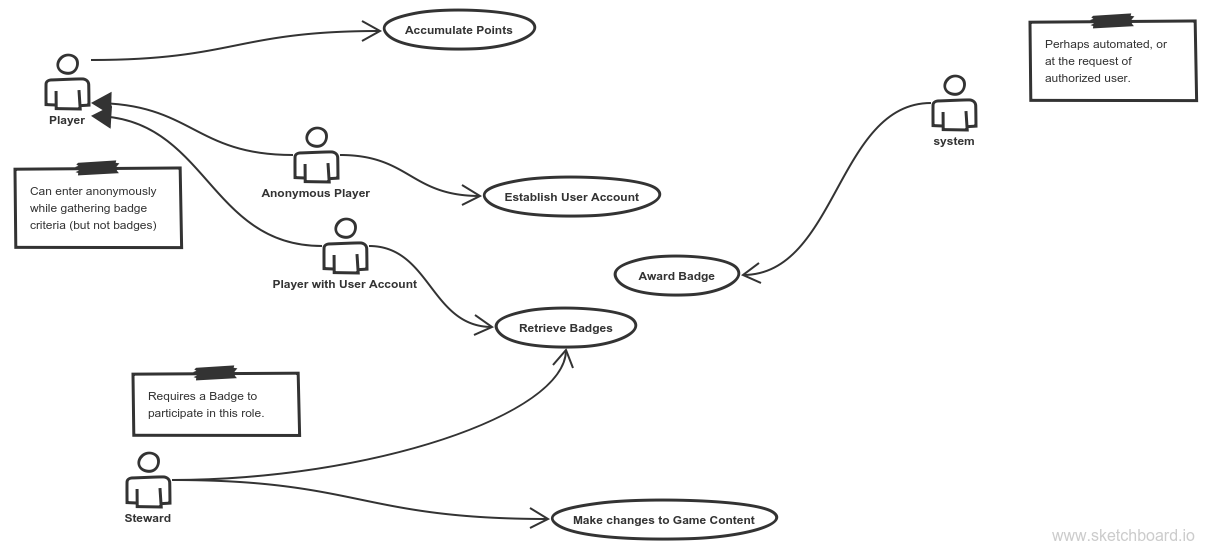 Accumulate Points
Perhaps automated, or
at the request of
authorized user.
Player
system
Can enter anonymously
while gathering badge
criteria (but not badges)
Anonymous Player
Establish User Account
Player with User Account
Award Badge
Retrieve Badges
Requires a Badge to
participate in this role.
Steward
Make changes to Game Content
www.sketchboard.io